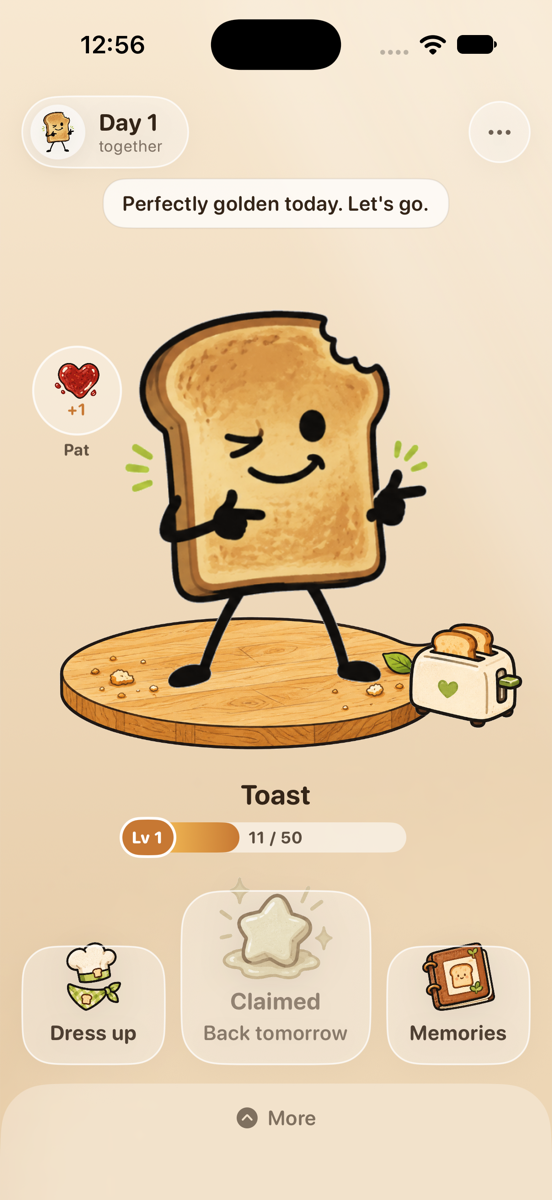 12:56
Day 1
together
Perfectly golden today. Let's go.
+1
Pat
Toast
Lv 1
11 / 50
Claimed
Back tomorrow
Dress up
Memories
More